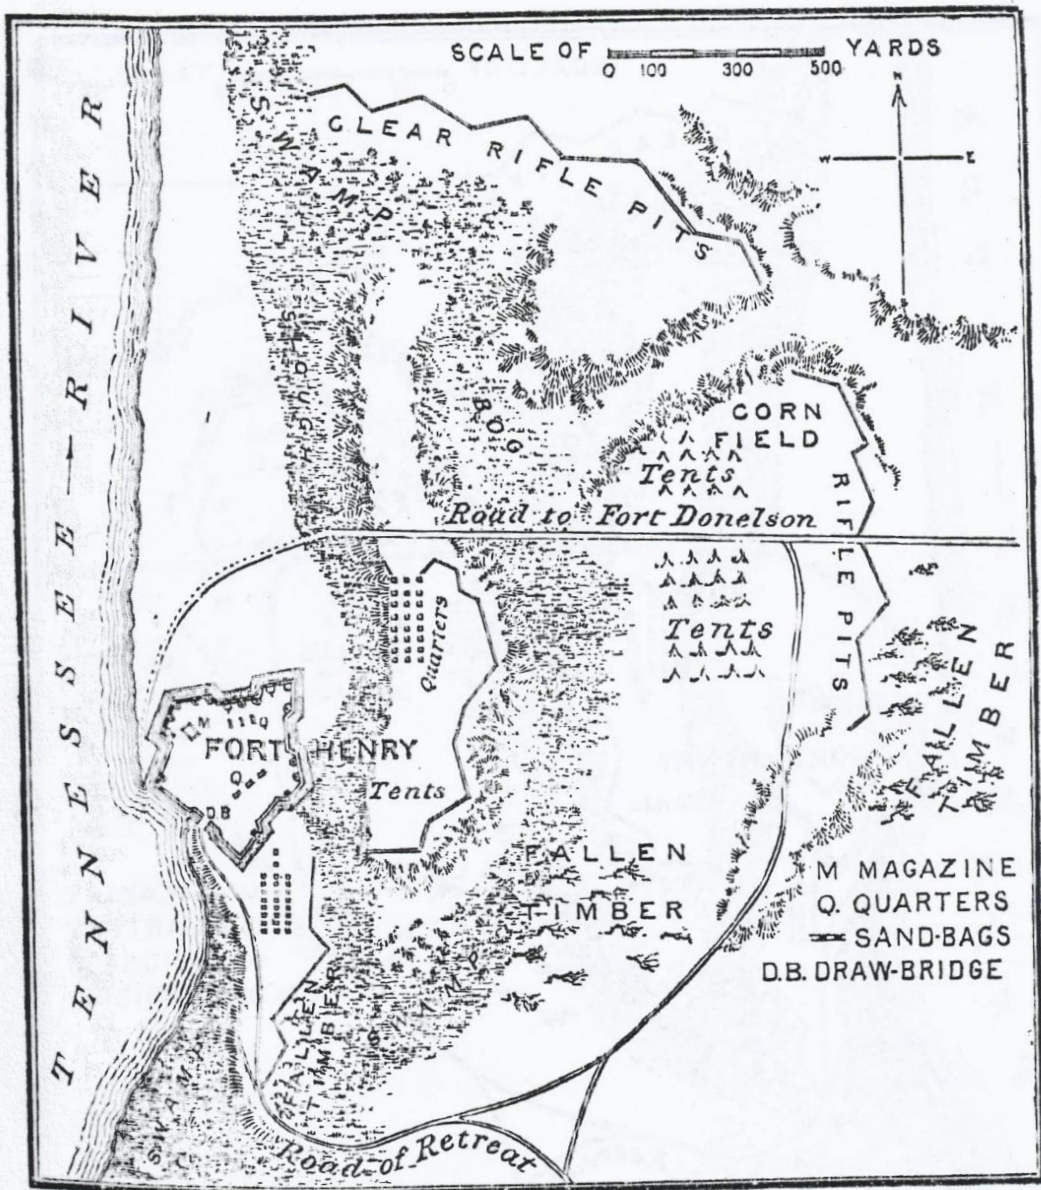 SCALE OF YARDS
0 100 300 500
N
W E
TENNESSEE RIVER
SWAMP
CLEAR RIFLE PITS
SLOUGH
BOG
CORN
FIELD
Tents
Road to Fort Donelson
RIFLE PITS
Quarters
Tents
FALLEN
TIMBER
M Q
FORT HENRY
Q
Tents
D B
FALLEN
TIMBER
M MAGAZINE
Q. QUARTERS
SAND-BAGS
D.B. DRAW-BRIDGE
FALLEN
TIMBER
SWAMP
SWAMP
Road of Retreat